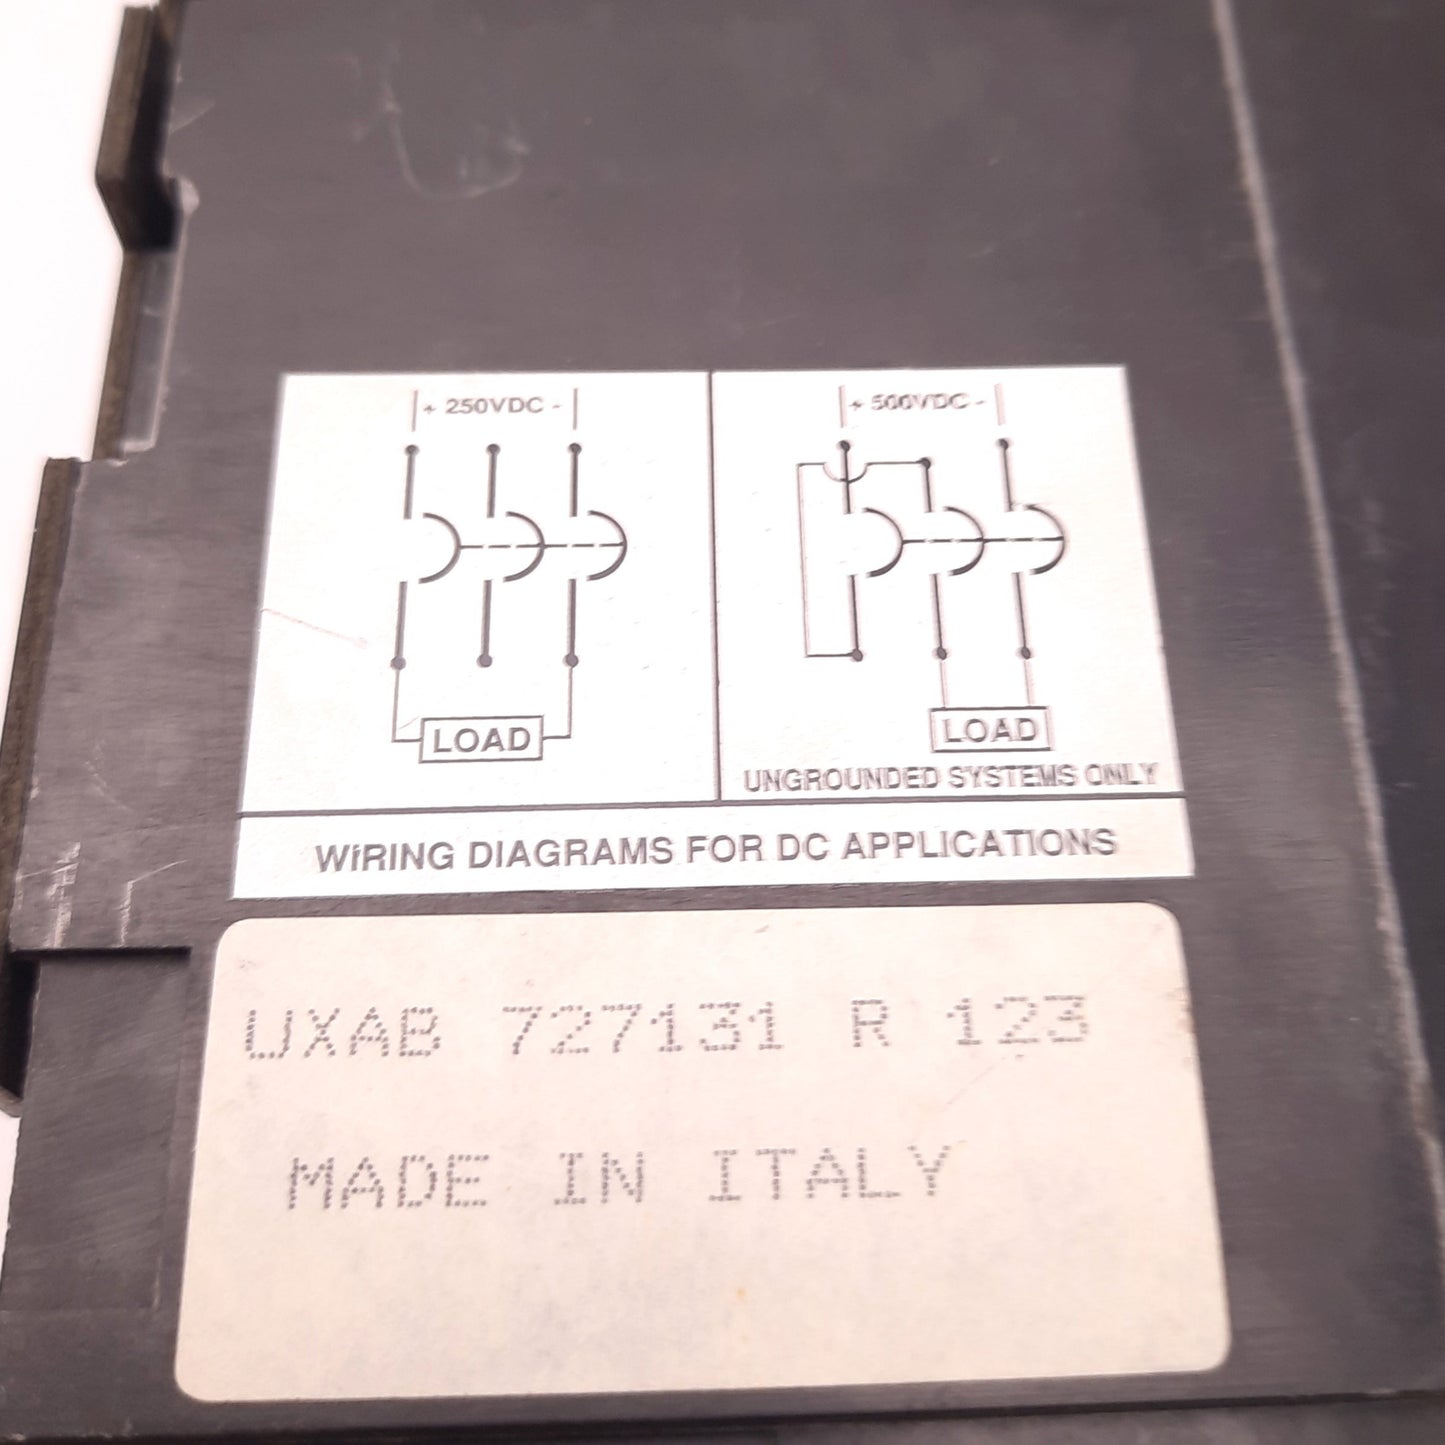 + 250VDC -
+ 500VDC -
LOAD
LOAD
UNGROUNDED SYSTEMS ONLY
WIRING DIAGRAMS FOR DC APPLICATIONS
UXAB 727131 R 123
MADE IN ITALY